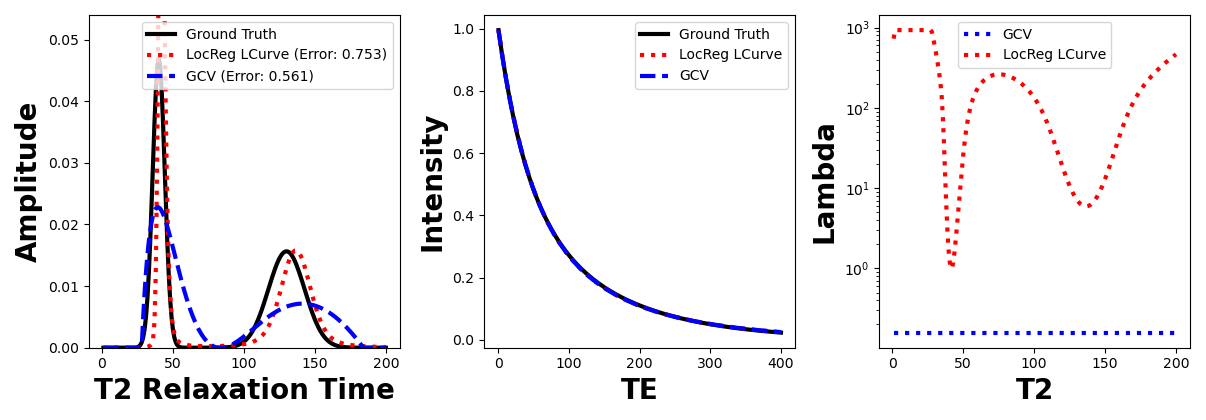 Amplitude
0.05
0.04
0.03
0.02
0.01
0.00
Ground Truth
LocReg LCurve (Error: 0.753)
GCV (Error: 0.561)
0 50 100 150 200
T2 Relaxation Time
Intensity
1.0
0.8
0.6
0.4
0.2
0.0
Ground Truth
LocReg LCurve
GCV
0 100 200 300 400
TE
Lambda
10³
10²
10¹
10⁰
GCV
LocReg LCurve
0 50 100 150 200
T2